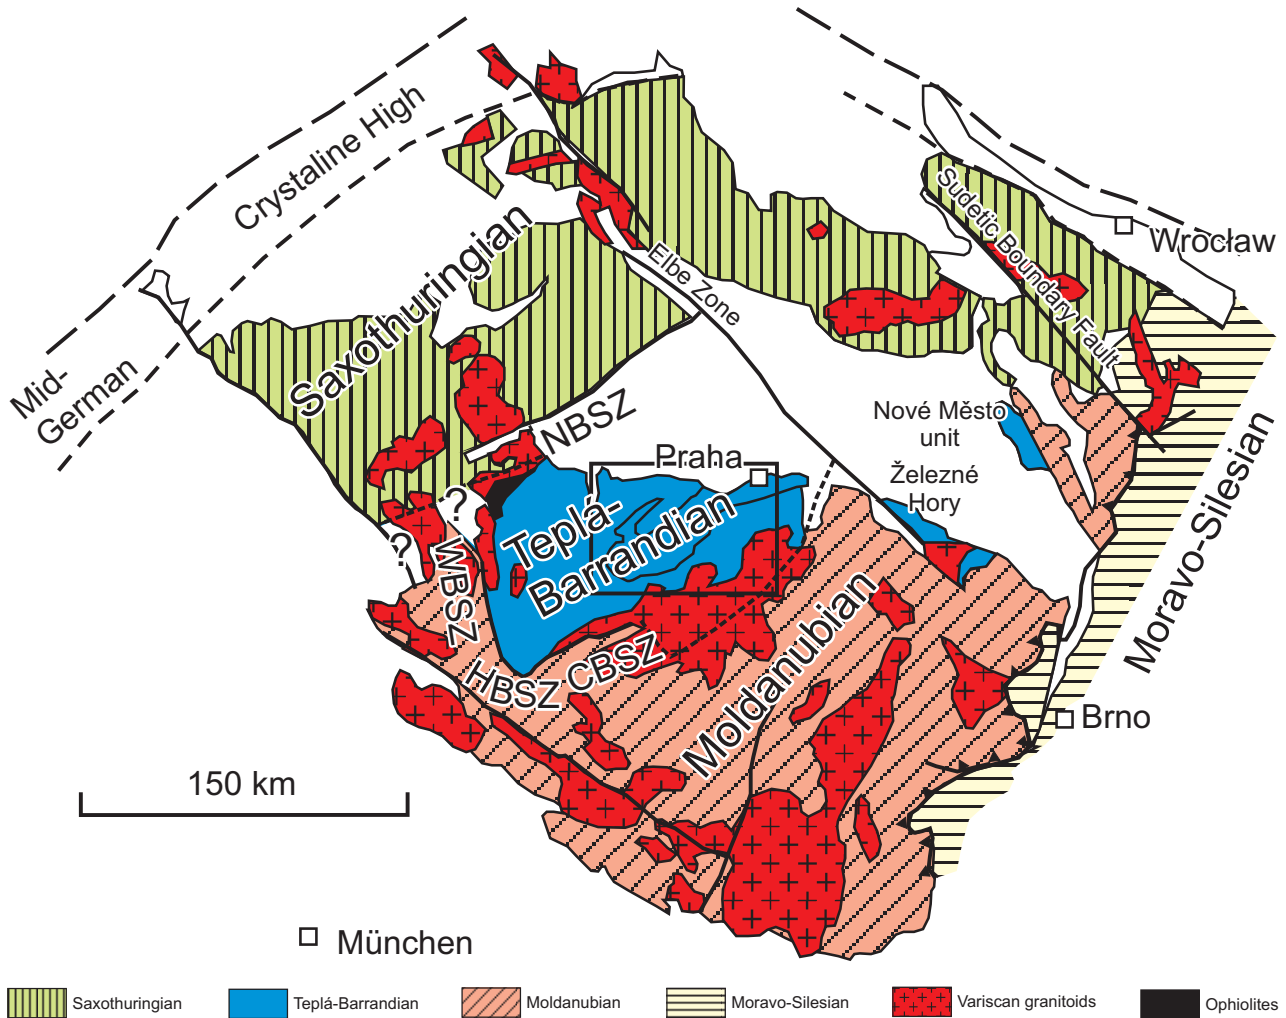 Crystaline High
Mid-
German
Saxothuringian
Elbe Zone
Sudetic Boundary Fault
Wrocław
NBSZ
Nové Město
unit
Praha
Železné
Hory
?
?
Teplá-
Barrandian
WBSZ
Moravo-Silesian
Moldanubian
HBSZ
CBSZ
Brno
150 km
München
Saxothuringian
Teplá-Barrandian
Moldanubian
Moravo-Silesian
Variscan granitoids
Ophiolites